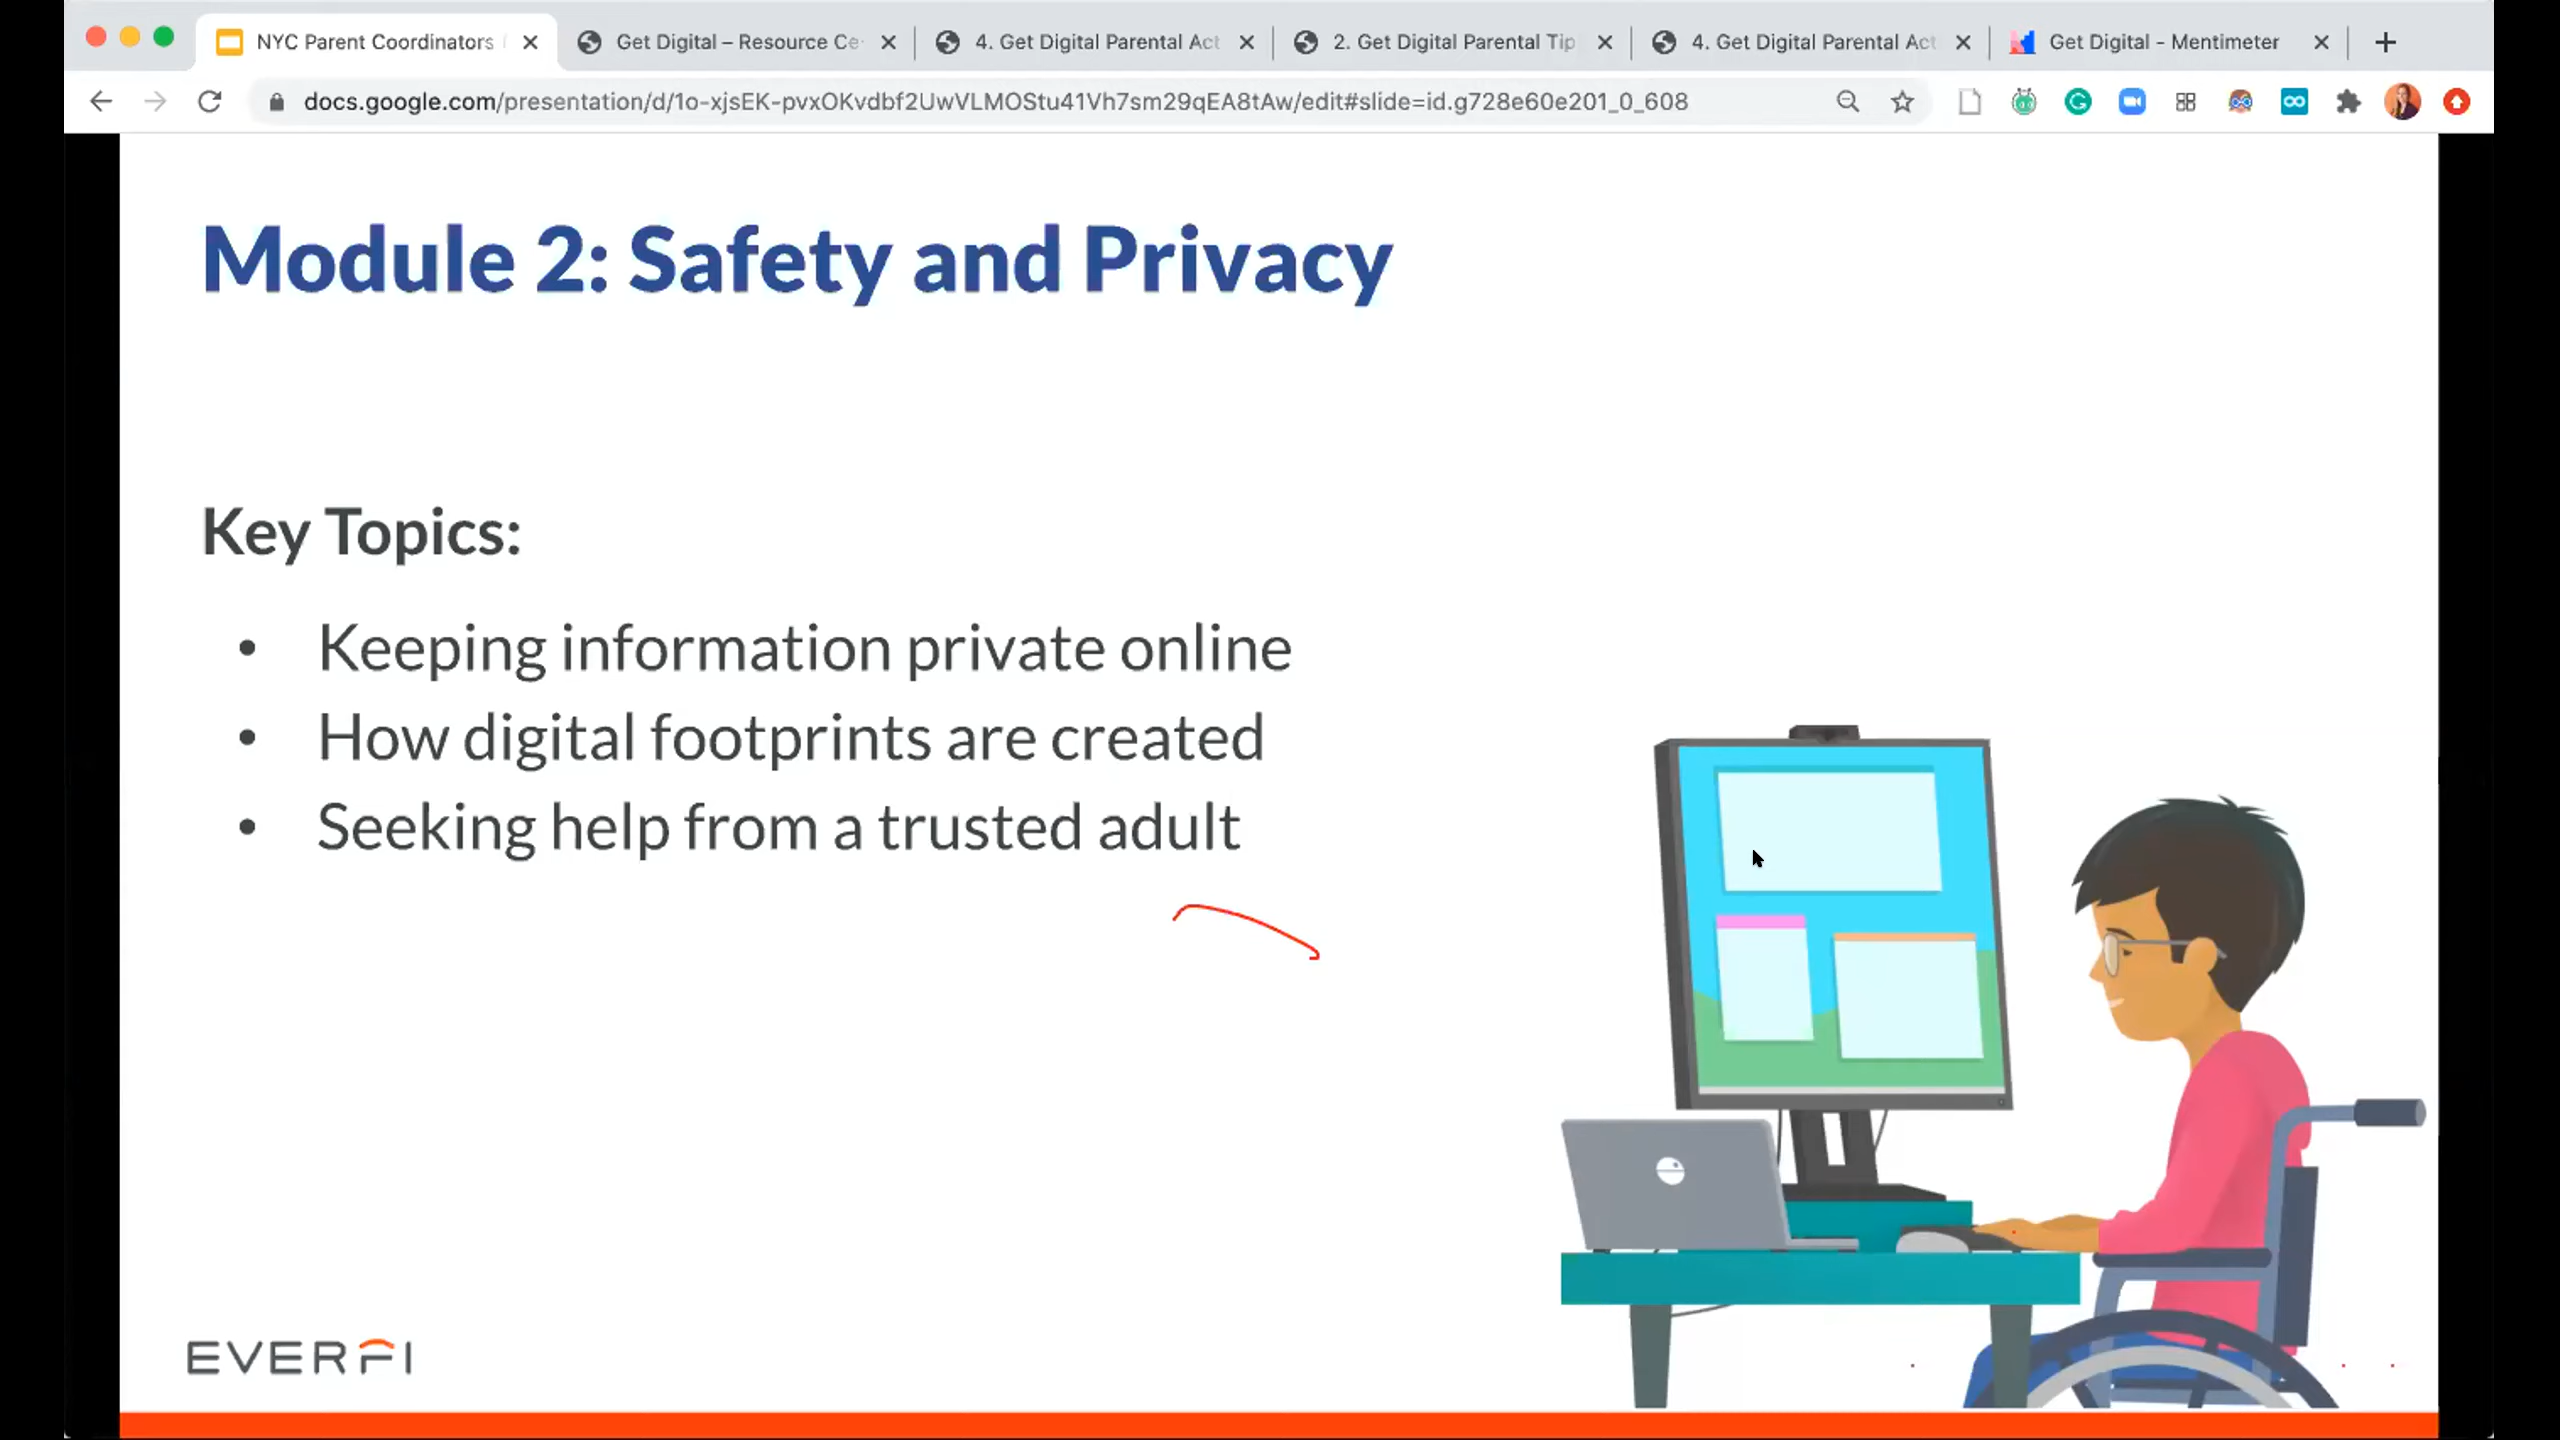 NYC Parent Coordinators
Get Digital – Resource Ce
4. Get Digital Parental Act
2. Get Digital Parental Tip
4. Get Digital Parental Act
Get Digital - Mentimeter
docs.google.com/presentation/d/1o-xjsEK-pvxOKvdbf2UwVLMOStu41Vh7sm29qEA8tAw/edit#slide=id.g728e60e201_0_608
Module 2: Safety and Privacy
Key Topics:
• Keeping information private online
• How digital footprints are created
• Seeking help from a trusted adult
EVERFI